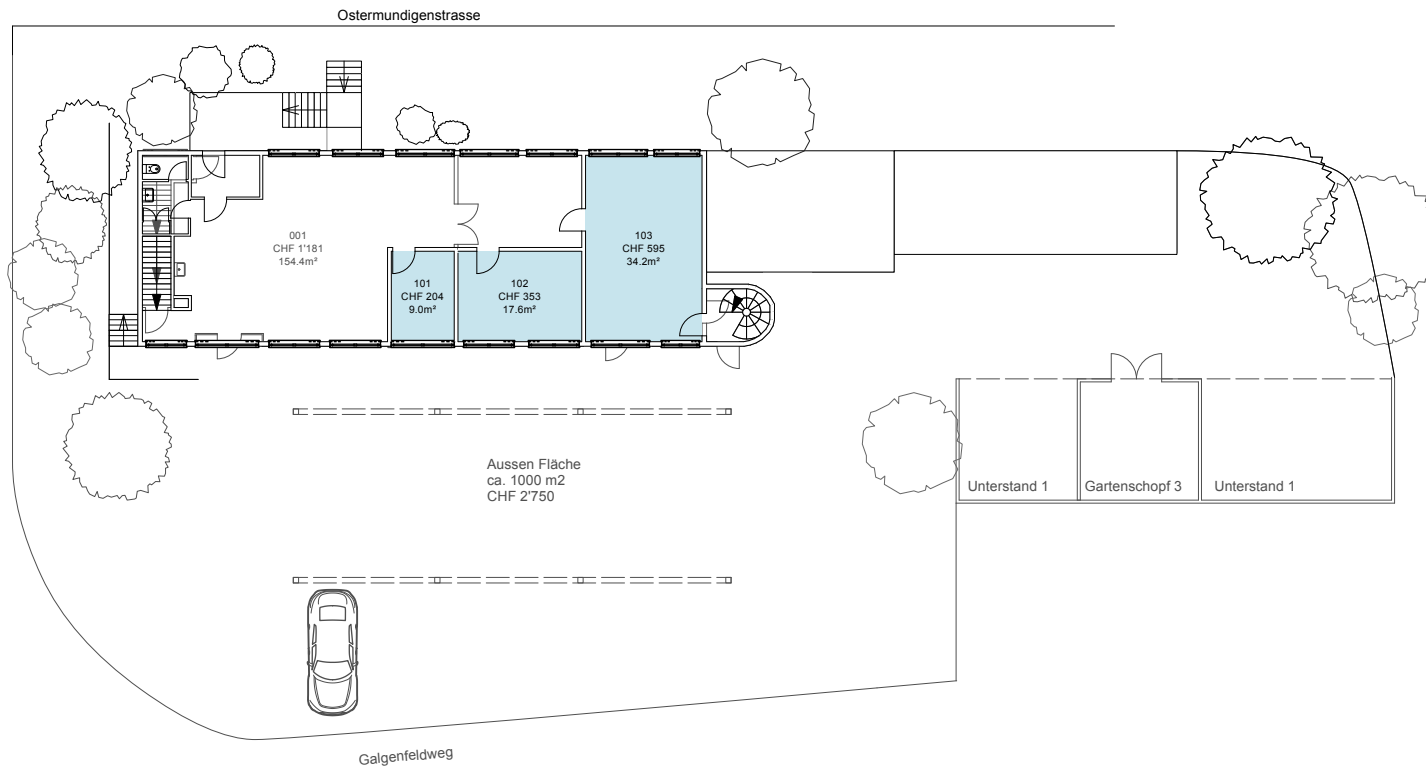 Ostermundigenstrasse
001
CHF 1'181
154.4m²
103
CHF 595
34.2m²
101
CHF 204
9.0m²
102
CHF 353
17.6m²
Aussen Fläche
ca. 1000 m2
CHF 2'750
Unterstand 1
Gartenschopf 3
Unterstand 1
Galgenfeldweg